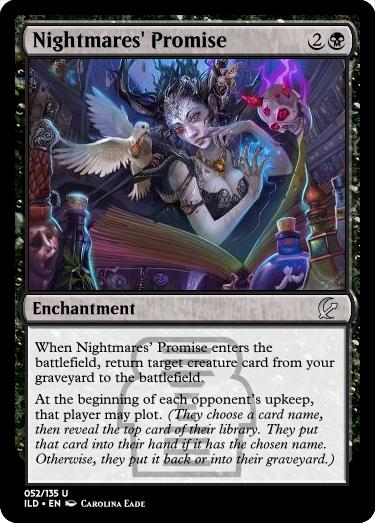 Nightmares' Promise 2
Enchantment
When Nightmares' Promise enters the
battlefield, return target creature card from your
graveyard to the battlefield.
At the beginning of each opponent's upkeep,
that player may plot. (They choose a card name,
then reveal the top card of their library. They put
that card into their hand if it has the chosen name.
Otherwise, they put it back or into their graveyard.)
052/135 U
ILD • EN Carolina Eade